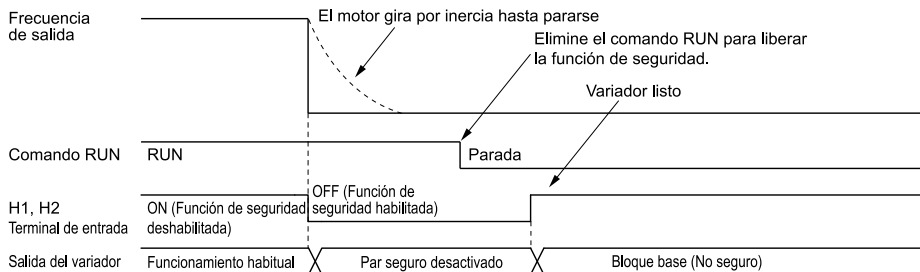 Frecuencia
de salida
El motor gira por inercia hasta pararse
Elimine el comando RUN para liberar
la función de seguridad.
Variador listo
Comando RUN
RUN
Parada
H1, H2
Terminal de entrada
ON (Función de seguridad
deshabilitada)
OFF (Función de
seguridad habilitada)
Salida del variador
Funcionamiento habitual
Par seguro desactivado
Bloque base (No seguro)